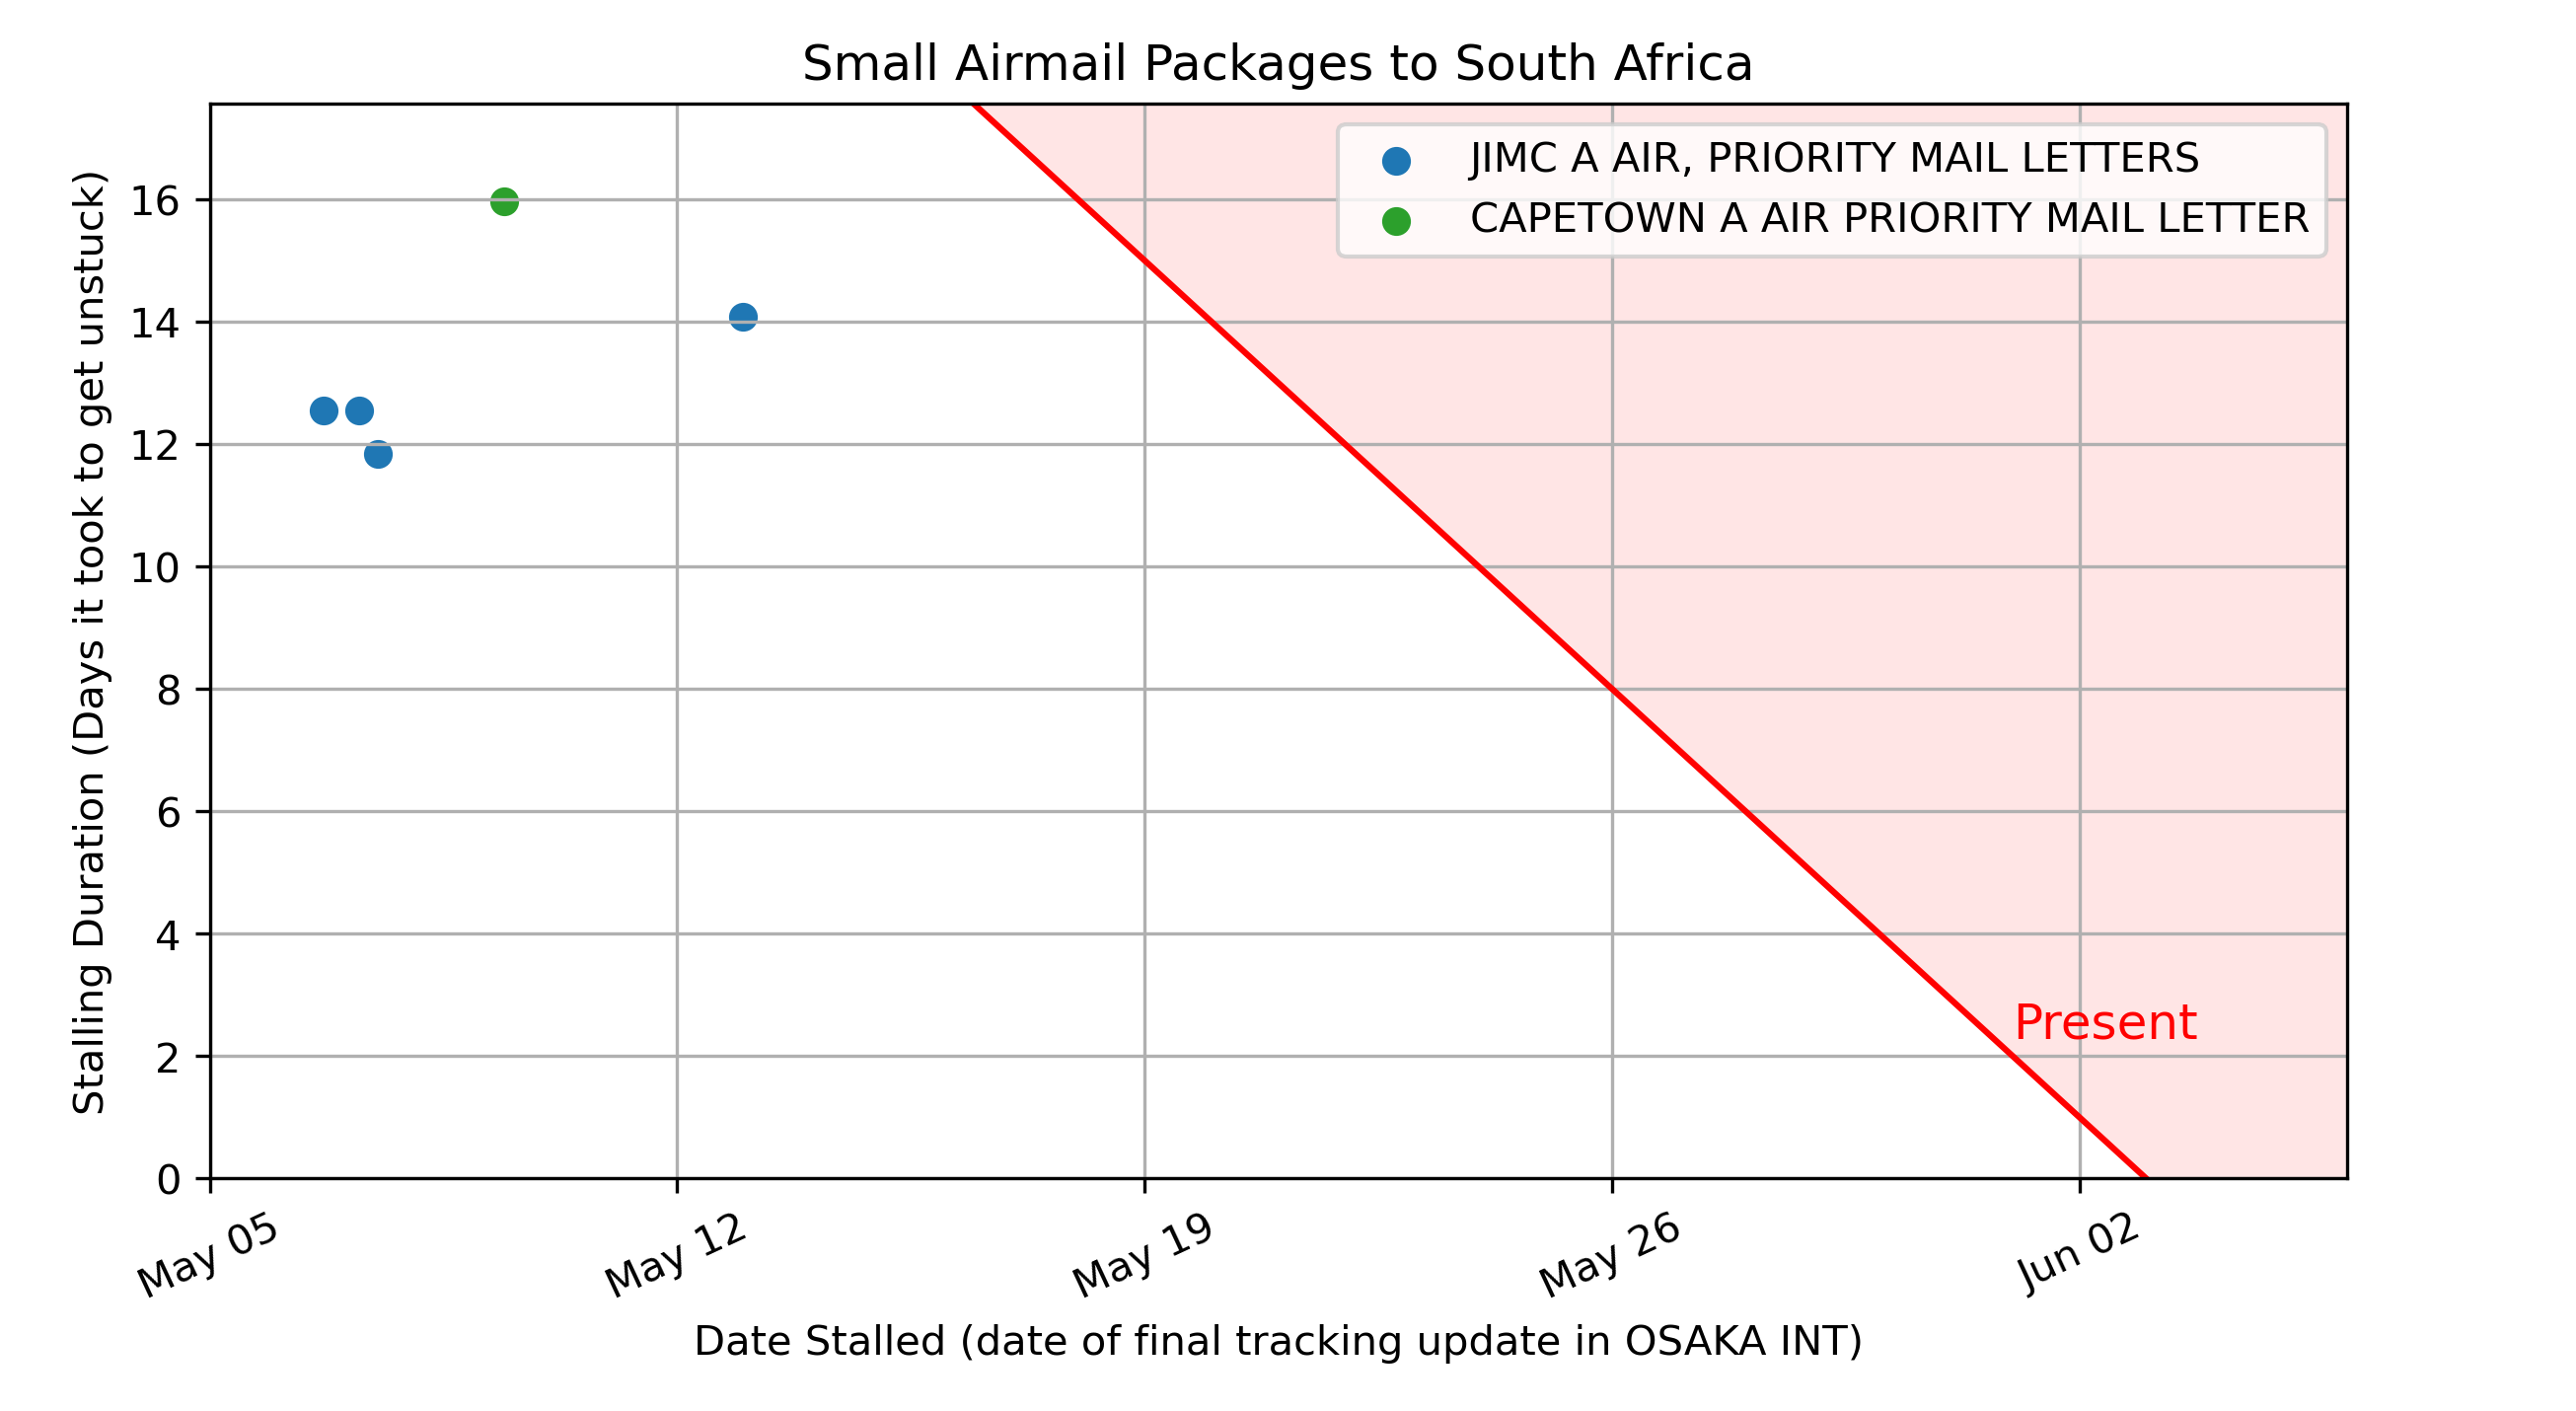 Small Airmail Packages to South Africa
JIMC A AIR, PRIORITY MAIL LETTERS
CAPETOWN A AIR PRIORITY MAIL LETTER
Stalling Duration (Days it took to get unstuck)
16
14
12
10
8
6
4
2
0
Present
May 05
May 12
May 19
May 26
Jun 02
Date Stalled (date of final tracking update in OSAKA INT)